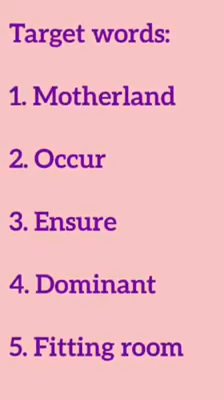 Target words:
1. Motherland
2. Occur
3. Ensure
4. Dominant
5. Fitting room